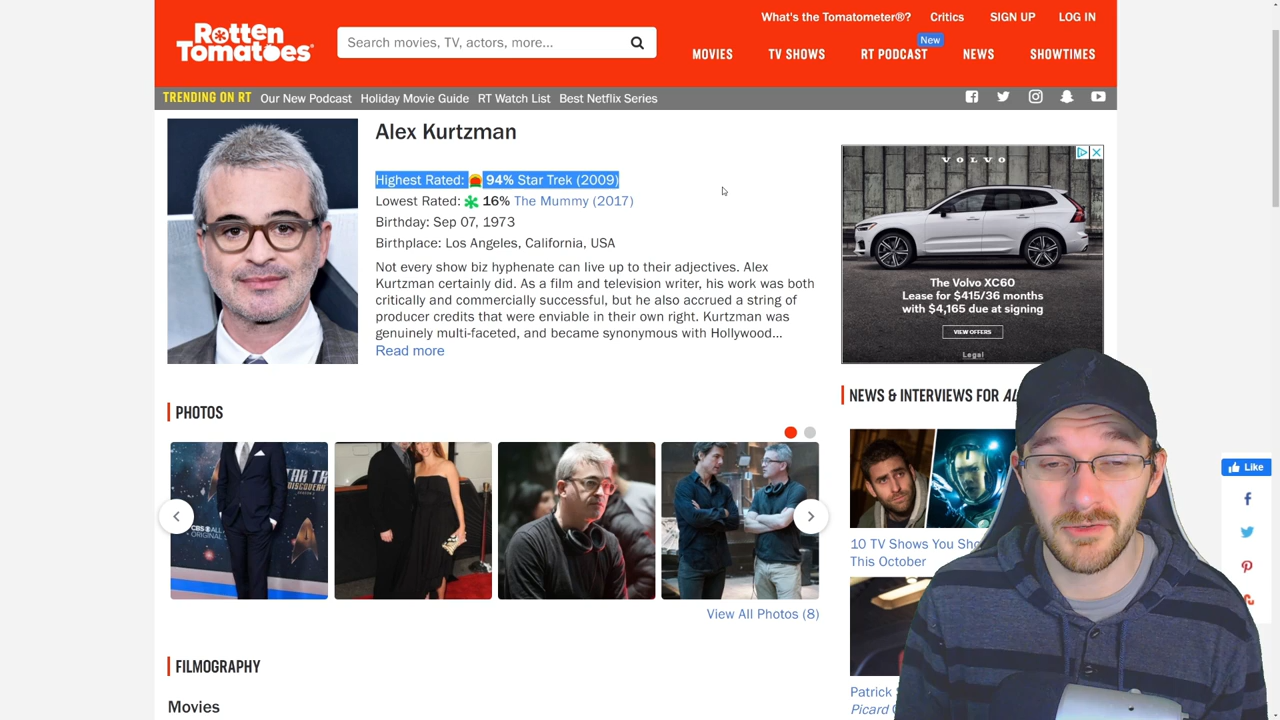 What's the Tomatometer®?
Critics
SIGN UP
LOG IN
Rotten
Tomatoes®
Search movies, TV, actors, more...
New
MOVIES
TV SHOWS
RT PODCAST
NEWS
SHOWTIMES
TRENDING ON RT
Our New Podcast
Holiday Movie Guide
RT Watch List
Best Netflix Series
Alex Kurtzman
Highest Rated: 94% Star Trek (2009)
Lowest Rated: 16% The Mummy (2017)
Birthday: Sep 07, 1973
Birthplace: Los Angeles, California, USA
Not every show biz hyphenate can live up to their adjectives. Alex
Kurtzman certainly did. As a film and television writer, his work was both
critically and commercially successful, but he also accrued a string of
producer credits that were enviable in their own right. Kurtzman was
genuinely multi-faceted, and became synonymous with Hollywood...
Read more
VOLVO
The Volvo XC60
Lease for $415/36 months
with $4,165 due at signing
VIEW OFFERS
Legal
PHOTOS
STAR TR
DISCOVERY
CBS ALL
ORIGINAL
View All Photos (8)
NEWS & INTERVIEWS FOR AL
10 TV Shows You Sho
This October
Patrick S
Picard
Like
FILMOGRAPHY
Movies